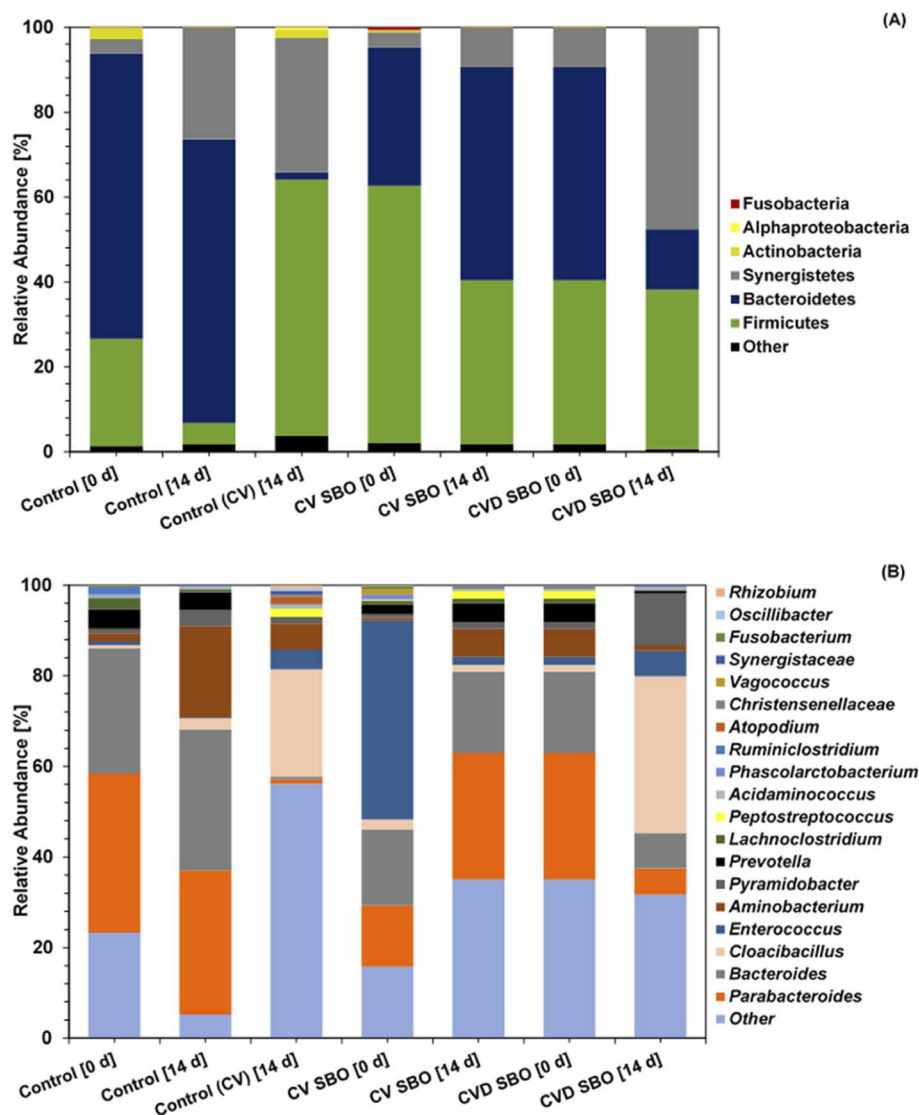 (A)
100
80
60
40
20
0
Relative Abundance [%]
Control [0 d]
Control [14 d]
Control (CV) [14 d]
CV SBO [0 d]
CV SBO [14 d]
CVD SBO [0 d]
CVD SBO [14 d]
Fusobacteria
Alphaproteobacteria
Actinobacteria
Synergistetes
Bacteroidetes
Firmicutes
Other
(B)
100
80
60
40
20
0
Relative Abundance [%]
Control [0 d]
Control [14 d]
Control (CV) [14 d]
CV SBO [0 d]
CV SBO [14 d]
CVD SBO [0 d]
CVD SBO [14 d]
Rhizobium
Oscillibacter
Fusobacterium
Synergistaceae
Vagococcus
Christensenellaceae
Atopodium
Ruminiclostridium
Phascolarctobacterium
Acidaminococcus
Peptostreptococcus
Lachnoclostridium
Prevotella
Pyramidobacter
Aminobacterium
Enterococcus
Cloacibacillus
Bacteroides
Parabacteroides
Other